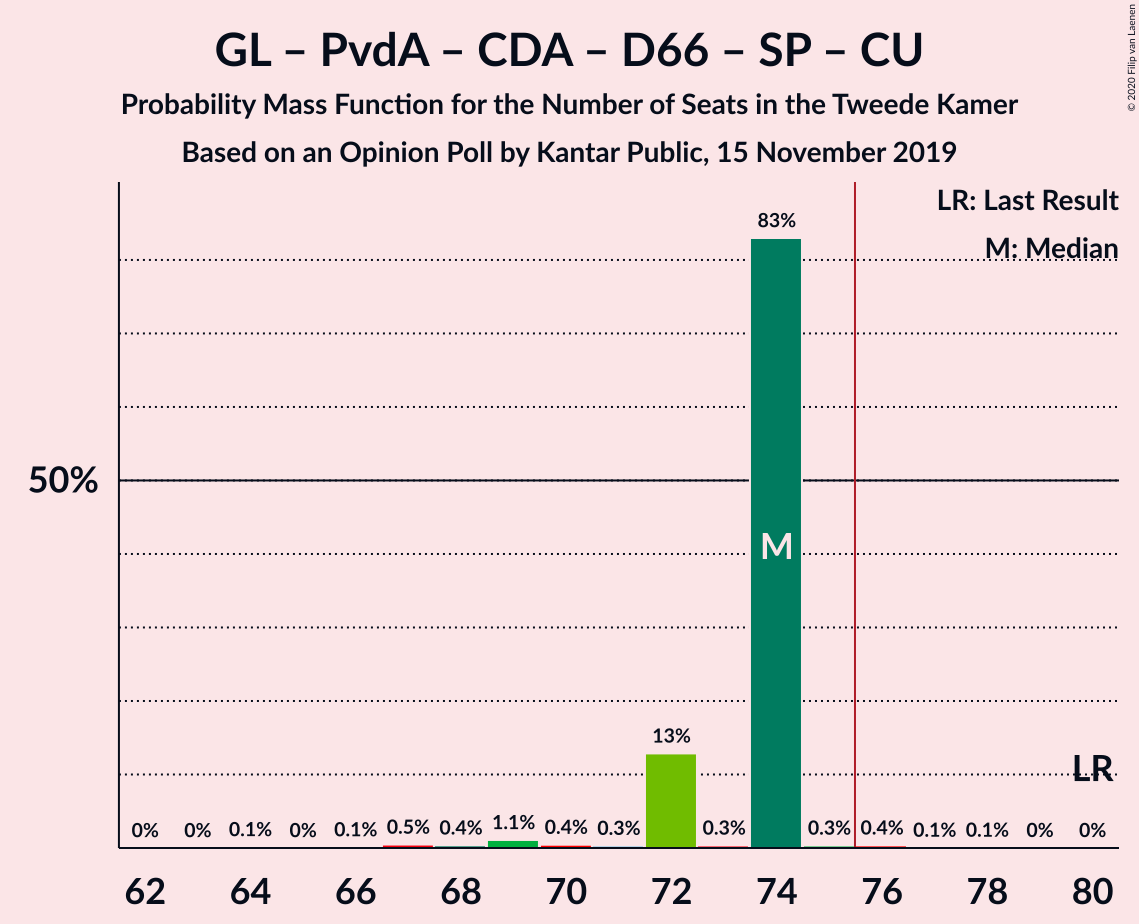 GL – PvdA – CDA – D66 – SP – CU
Probability Mass Function for the Number of Seats in the Tweede Kamer
Based on an Opinion Poll by Kantar Public, 15 November 2019
© 2020 Filip van Laenen
LR: Last Result
M: Median
83%
50%
M
13%
LR
0% 0% 0.1% 0% 0.1% 0.5% 0.4% 1.1% 0.4% 0.3% 0.3% 0.3% 0.4% 0.1% 0.1% 0% 0%
62 64 66 68 70 72 74 76 78 80